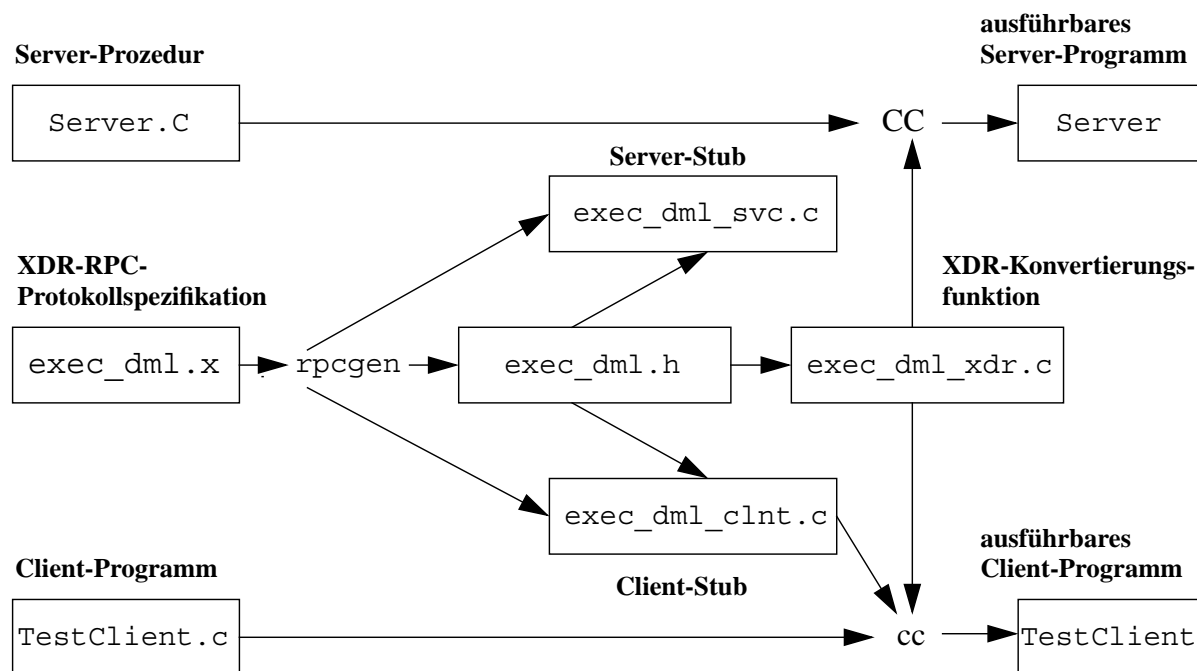 ausführbares
Server-Prozedur
Server-Programm
Server.C
CC
Server
Server-Stub
exec_dml_svc.c
XDR-RPC-
Protokollspezifikation
XDR-Konvertierungs-
funktion
exec_dml.x
rpcgen
exec_dml.h
exec_dml_xdr.c
exec_dml_clnt.c
Client-Programm
Client-Stub
ausführbares
Client-Programm
TestClient.c
cc
TestClient